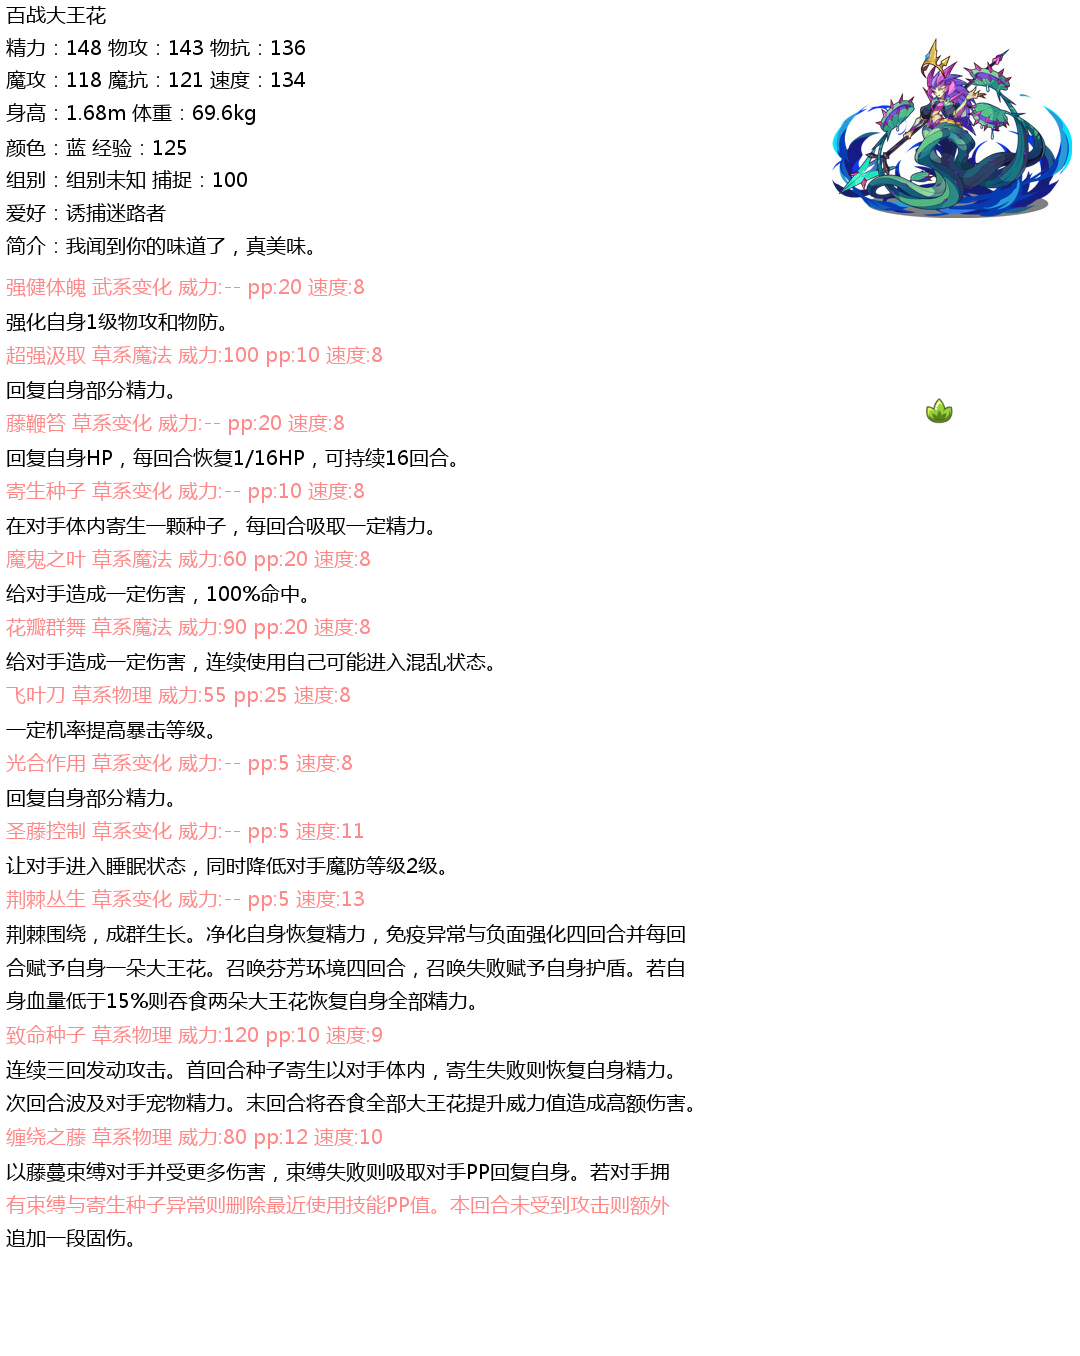 百战大王花
精力：148 物攻：143 物抗：136
魔攻：118 魔抗：121 速度：134
身高：1.68m 体重：69.6kg
颜色：蓝 经验：125
组别：组别未知 捕捉：100
爱好：诱捕迷路者
简介：我闻到你的味道了，真美味。
强健体魄 武系变化 威力:-- pp:20 速度:8
强化自身1级物攻和物防。
超强汲取 草系魔法 威力:100 pp:10 速度:8
回复自身部分精力。
藤鞭笞 草系变化 威力:-- pp:20 速度:8
回复自身HP，每回合恢复1/16HP，可持续16回合。
寄生种子 草系变化 威力:-- pp:10 速度:8
在对手体内寄生一颗种子，每回合吸取一定精力。
魔鬼之叶 草系魔法 威力:60 pp:20 速度:8
给对手造成一定伤害，100%命中。
花瓣群舞 草系魔法 威力:90 pp:20 速度:8
给对手造成一定伤害，连续使用自己可能进入混乱状态。
飞叶刀 草系物理 威力:55 pp:25 速度:8
一定机率提高暴击等级。
光合作用 草系变化 威力:-- pp:5 速度:8
回复自身部分精力。
圣藤控制 草系变化 威力:-- pp:5 速度:11
让对手进入睡眠状态，同时降低对手魔防等级2级。
荆棘丛生 草系变化 威力:-- pp:5 速度:13
荆棘围绕，成群生长。净化自身恢复精力，免疫异常与负面强化四回合并每回
合赋予自身一朵大王花。召唤芬芳环境四回合，召唤失败赋予自身护盾。若自
身血量低于15%则吞食两朵大王花恢复自身全部精力。
致命种子 草系物理 威力:120 pp:10 速度:9
连续三回发动攻击。首回合种子寄生以对手体内，寄生失败则恢复自身精力。
次回合波及对手宠物精力。末回合将吞食全部大王花提升威力值造成高额伤害。
缠绕之藤 草系物理 威力:80 pp:12 速度:10
以藤蔓束缚对手并受更多伤害，束缚失败则吸取对手PP回复自身。若对手拥
有束缚与寄生种子异常则删除最近使用技能PP值。本回合未受到攻击则额外
追加一段固伤。